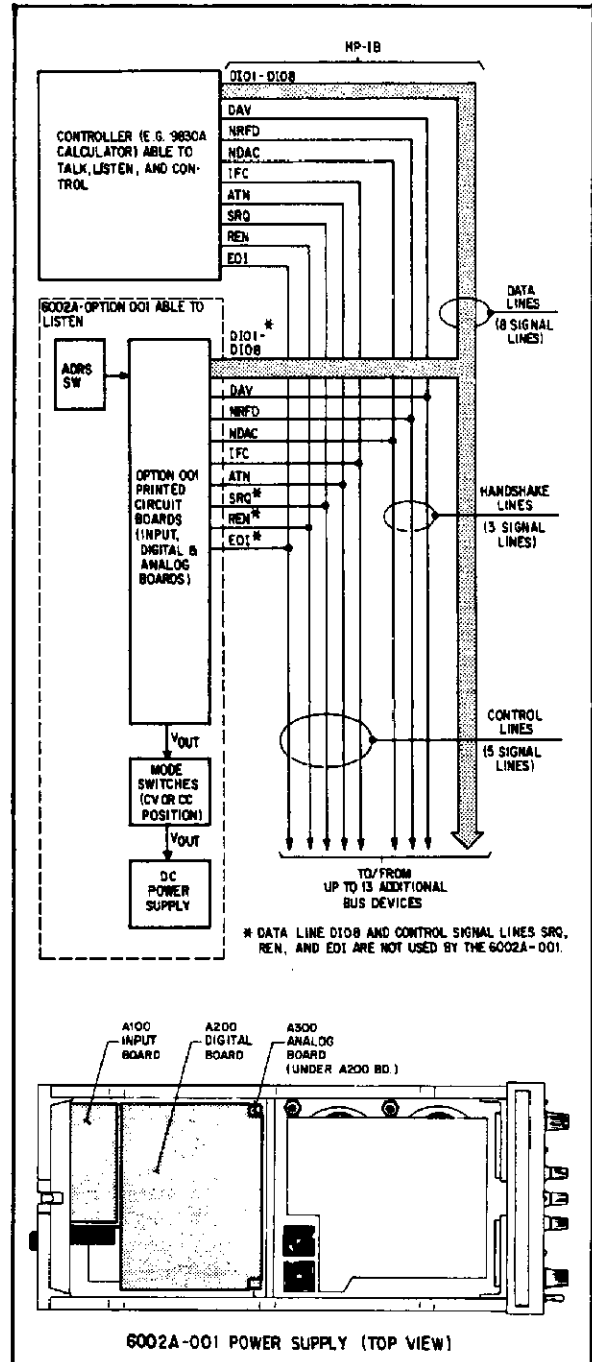 HP-IB
DIO1-DIO8
DAV
NRFD
NDAC
IFC
ATN
SRQ
REN
EOI
CONTROLLER (E.G. 9830A
CALCULATOR) ABLE TO
TALK, LISTEN, AND CON-
TROL
DATA
LINES
(8 SIGNAL
LINES)
6002A-OPTION 001 ABLE TO
LISTEN
ADRS
SW
DIO1-*
DIO8
DAV
NRFD
NDAC
IFC
ATN
SRQ*
REN*
EOI*
OPTION 001
PRINTED
CIRCUIT
BOARDS
(INPUT,
DIGITAL &
ANALOG
BOARDS)
HANDSHAKE
LINES
(3 SIGNAL
LINES)
CONTROL
LINES
(5 SIGNAL
LINES)
VOUT
MODE
SWITCHES
(CV OR CC
POSITION)
VOUT
DC
POWER
SUPPLY
TO/FROM
UP TO 13 ADDITIONAL
BUS DEVICES
* DATA LINE DIO8 AND CONTROL SIGNAL LINES SRQ,
REN, AND EOI ARE NOT USED BY THE 6002A-001.
A100
INPUT
BOARD
A200
DIGITAL
BOARD
A300
ANALOG
BOARD
(UNDER A200 BD.)
6002A-001 POWER SUPPLY (TOP VIEW)